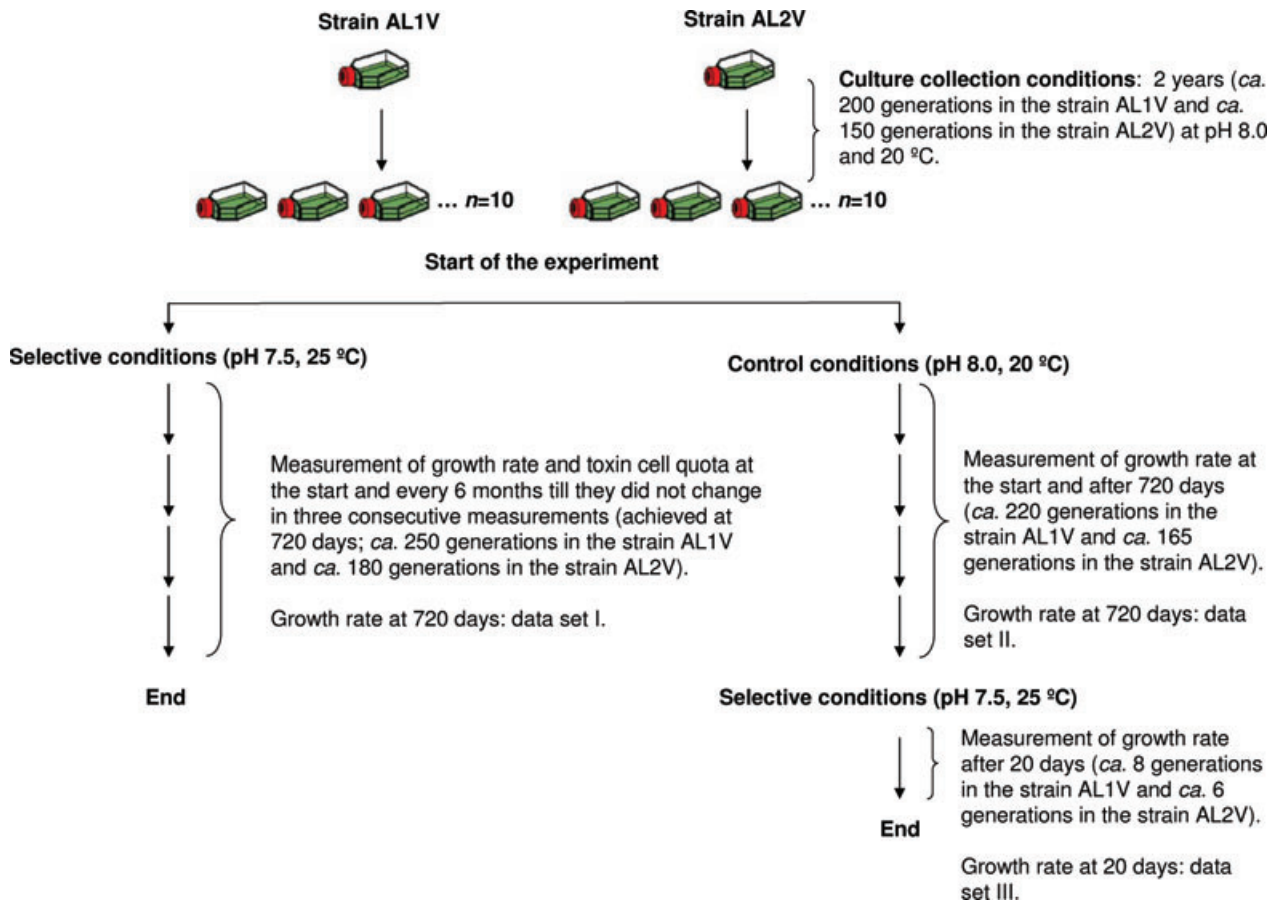 Strain AL1V
Strain AL2V
Culture collection conditions: 2 years (ca.
200 generations in the strain AL1V and ca.
150 generations in the strain AL2V) at pH 8.0
and 20 ºC.
... n=10
... n=10
Start of the experiment
Selective conditions (pH 7.5, 25 ºC)
Measurement of growth rate and toxin cell quota at
the start and every 6 months till they did not change
in three consecutive measurements (achieved at
720 days; ca. 250 generations in the strain AL1V
and ca. 180 generations in the strain AL2V).
Growth rate at 720 days: data set I.
End
Control conditions (pH 8.0, 20 ºC)
Measurement of growth rate at
the start and after 720 days
(ca. 220 generations in the
strain AL1V and ca. 165
generations in the strain AL2V).
Growth rate at 720 days: data
set II.
Selective conditions (pH 7.5, 25 ºC)
Measurement of growth rate
after 20 days (ca. 8 generations
in the strain AL1V and ca. 6
generations in the strain AL2V).
End
Growth rate at 20 days: data
set III.